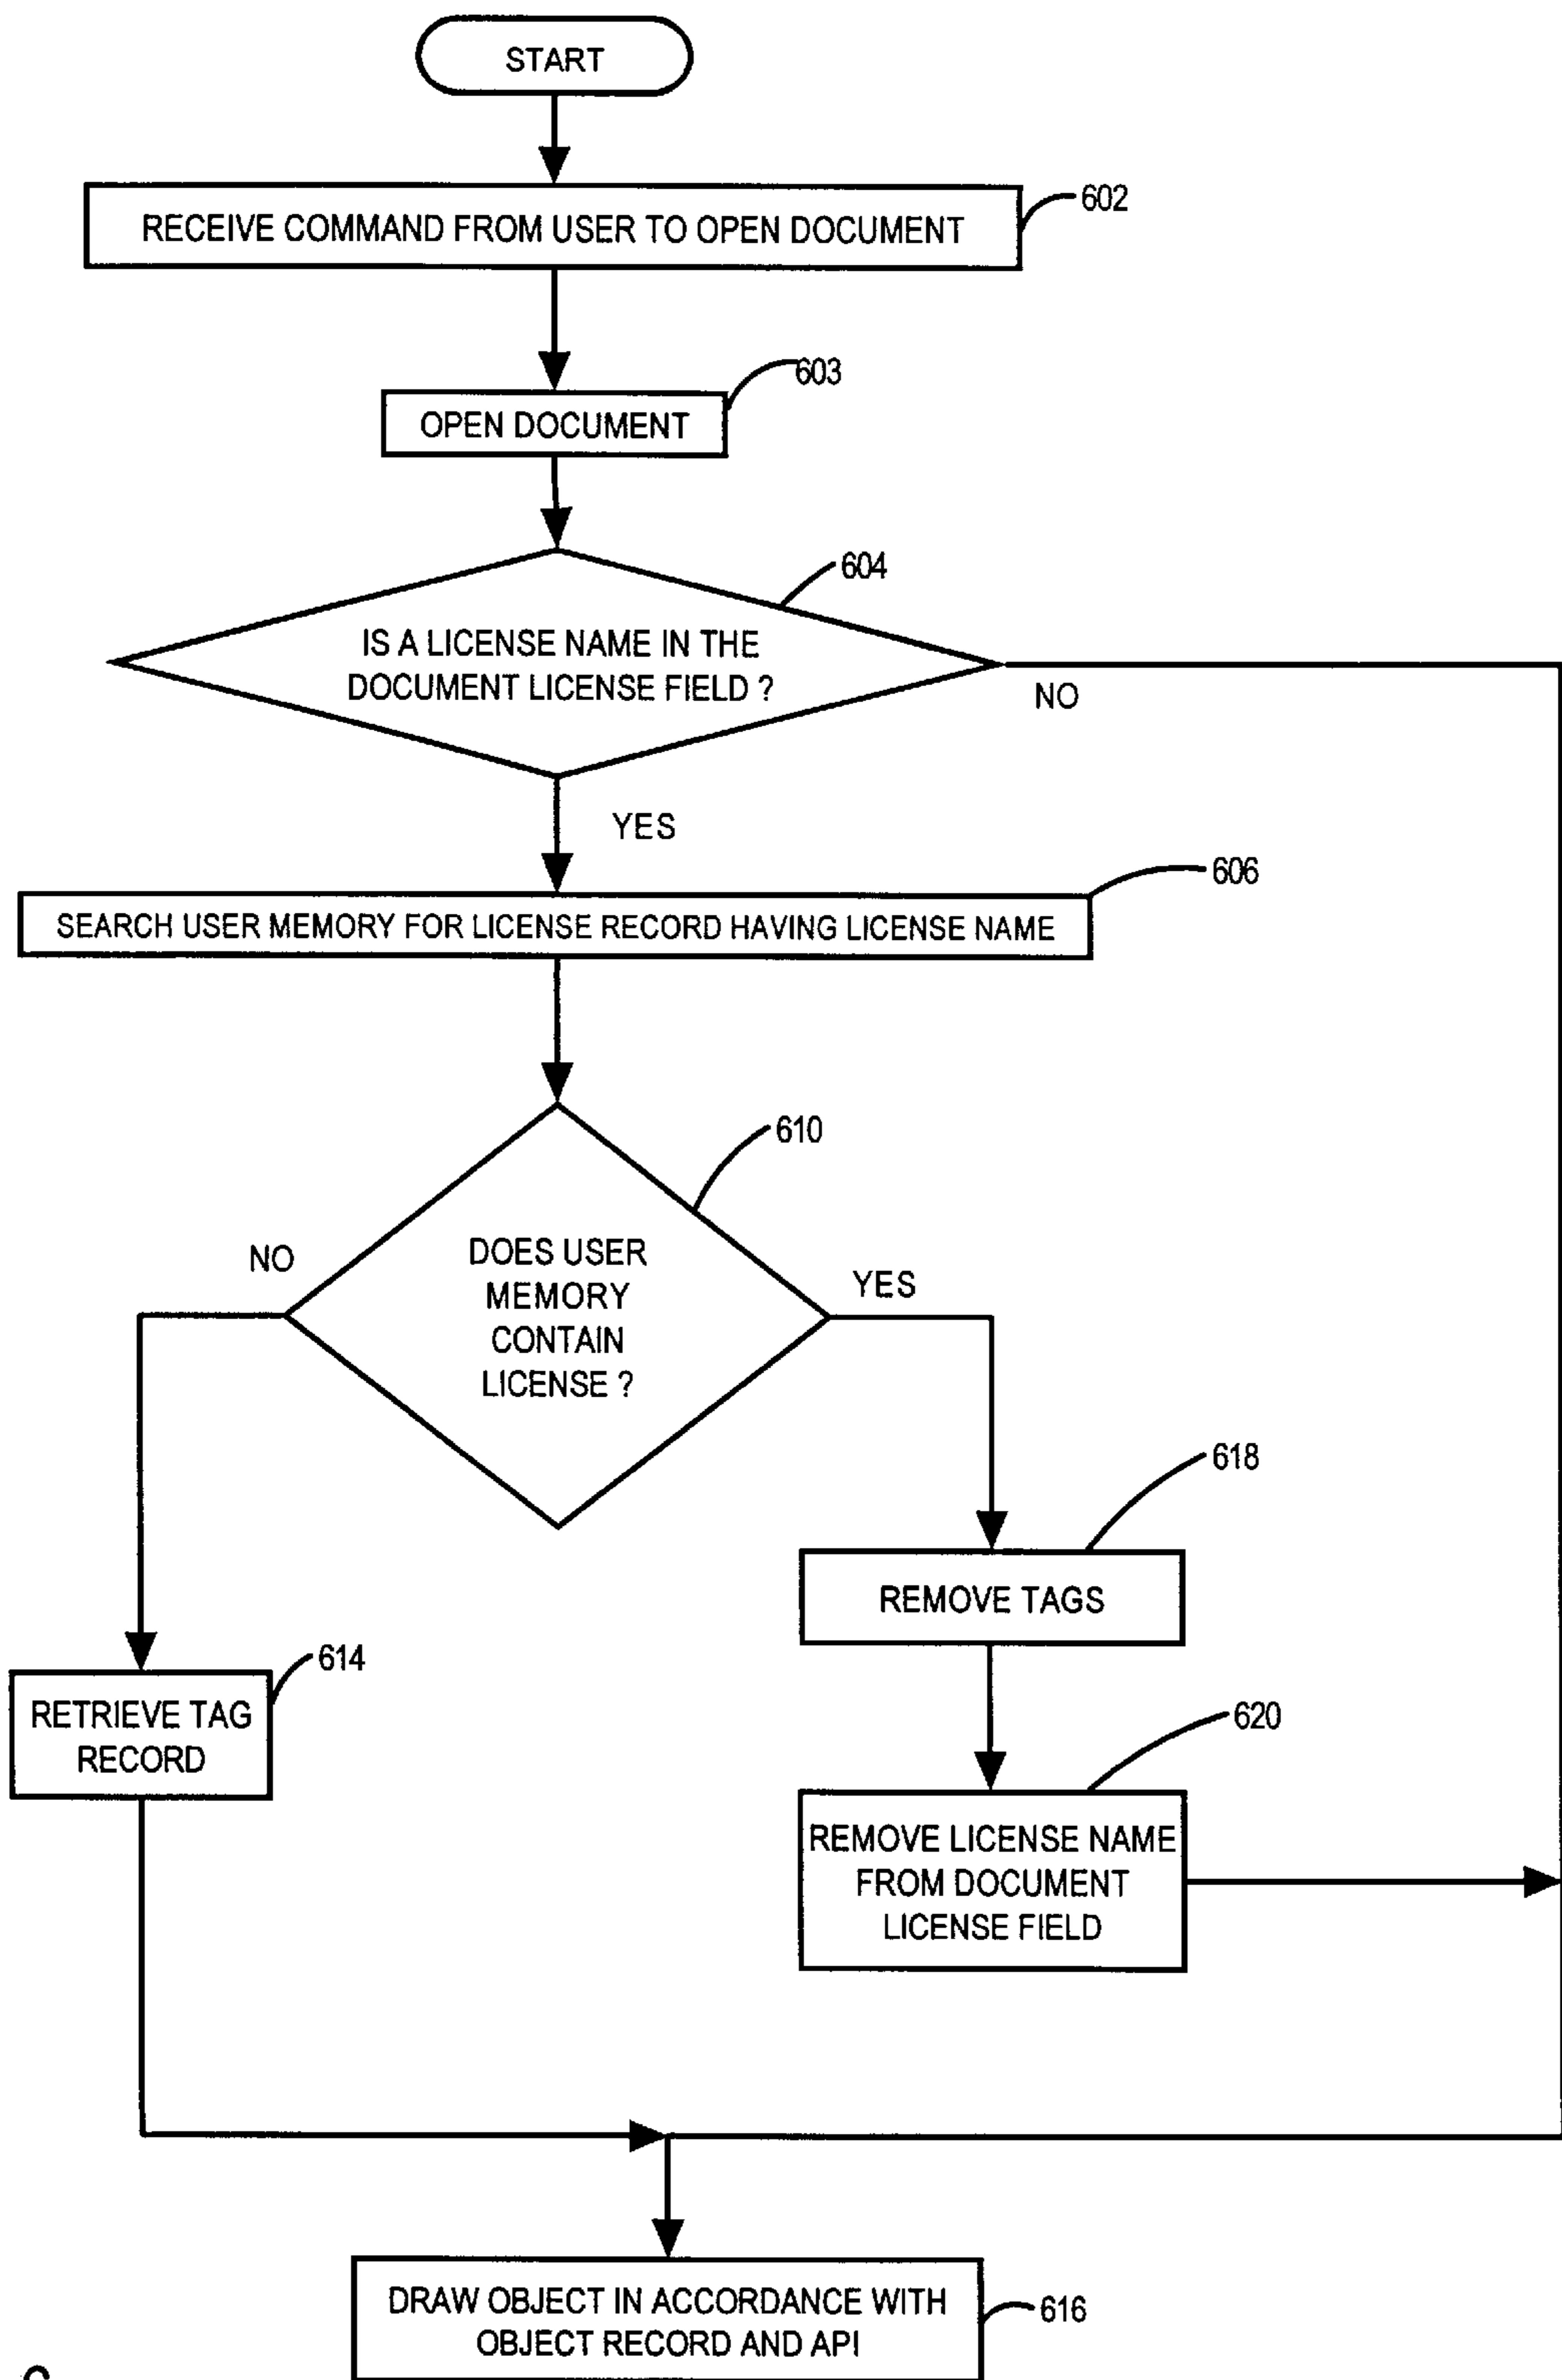 START
RECEIVE COMMAND FROM USER TO OPEN DOCUMENT
602
603
OPEN DOCUMENT
604
IS A LICENSE NAME IN THE
DOCUMENT LICENSE FIELD ?
NO
YES
606
SEARCH USER MEMORY FOR LICENSE RECORD HAVING LICENSE NAME
610
DOES USER
MEMORY
CONTAIN
LICENSE ?
NO
YES
618
REMOVE TAGS
614
RETRIEVE TAG
RECORD
620
REMOVE LICENSE NAME
FROM DOCUMENT
LICENSE FIELD
DRAW OBJECT IN ACCORDANCE WITH
OBJECT RECORD AND API
616